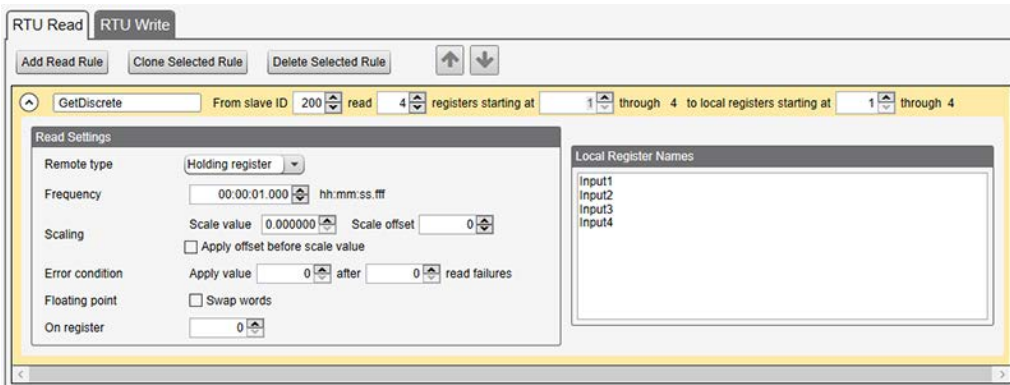 RTU Read RTU Write
Add Read Rule Clone Selected Rule Delete Selected Rule
GetDiscrete From slave ID 200 read 4 registers starting at 1 through 4 to local registers starting at 1 through 4
Read Settings
Remote type Holding register
Frequency 00:00:01.000 hh:mm:ss.fff
Scaling Scale value 0.000000 Scale offset 0
Apply offset before scale value
Error condition Apply value 0 after 0 read failures
Floating point Swap words
On register 0
Local Register Names
Input1
Input2
Input3
Input4